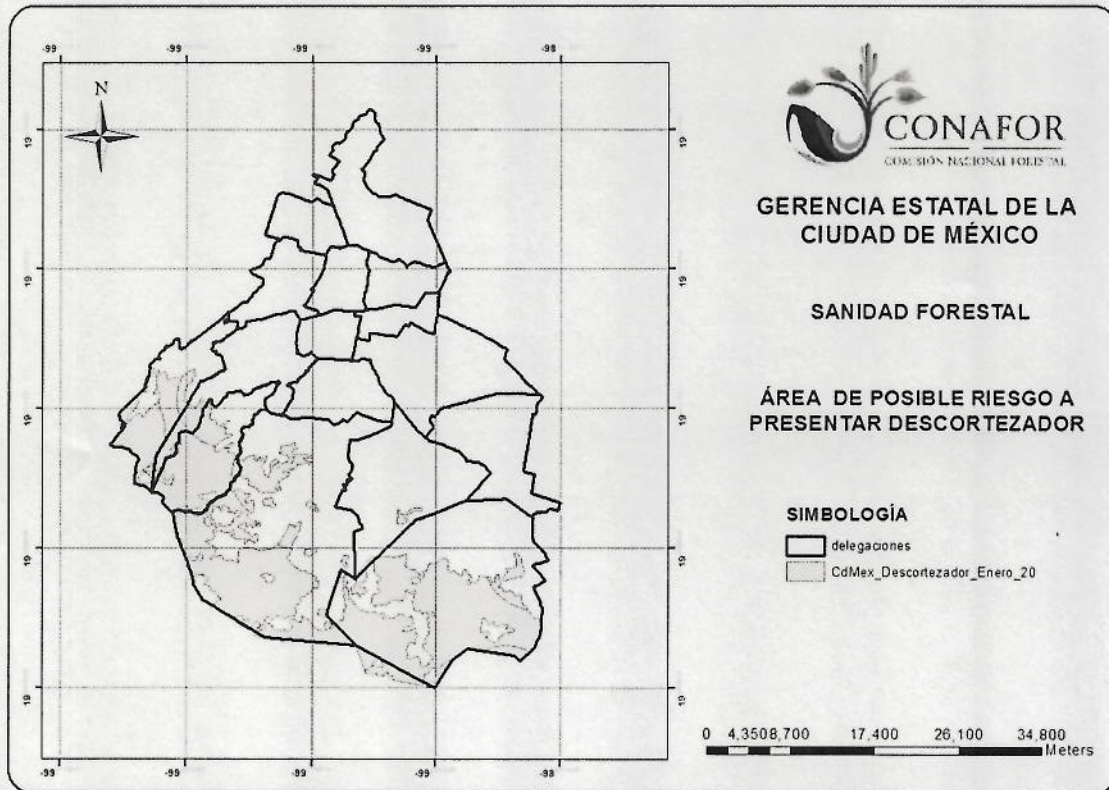 -99 -99 -99 -99 -98
N
19 19
19 19
19 19
19 19
19 19
-99 -99 -99 -99 -98
CONAFOR
COMISIÓN NACIONAL FORESTAL
GERENCIA ESTATAL DE LA
CIUDAD DE MÉXICO
SANIDAD FORESTAL
ÁREA DE POSIBLE RIESGO A
PRESENTAR DESCORTEZADOR
SIMBOLOGÍA
delegaciones
CdMex_Descortezador_Enero_20
0 4,350 8,700 17,400 26,100 34,800
Meters